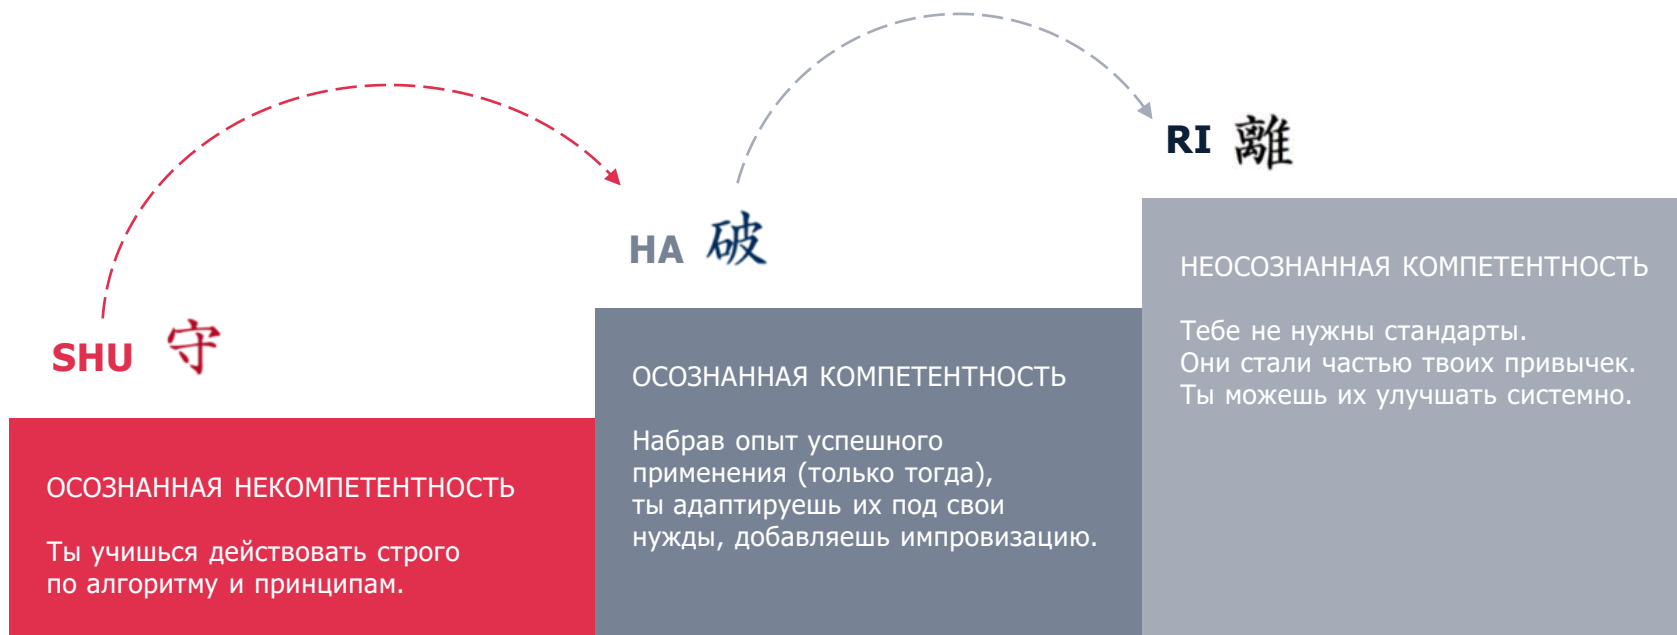 SHU 守
ОСОЗНАННАЯ НЕКОМПЕТЕНТНОСТЬ
Ты учишься действовать строго
по алгоритму и принципам.
HA 破
ОСОЗНАННАЯ КОМПЕТЕНТНОСТЬ
Набрав опыт успешного
применения (только тогда),
ты адаптируешь их под свои
нужды, добавляешь импровизацию.
RI 離
НЕОСОЗНАННАЯ КОМПЕТЕНТНОСТЬ
Тебе не нужны стандарты.
Они стали частью твоих привычек.
Ты можешь их улучшать системно.